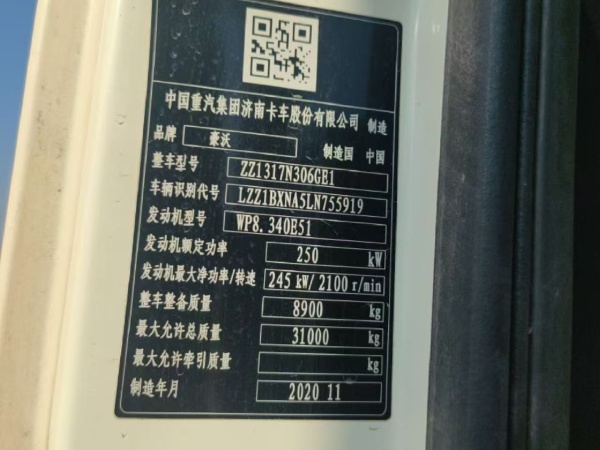 中国重汽集团济南卡车股份有限公司 制造
品牌 豪沃 制造国 中国
整车型号 ZZ1317N306GE1
车辆识别代号 LZZ1BXNA5LN755919
发动机型号 WP8.340E51
发动机额定功率 250 kW
发动机最大净功率/转速 245 kW/2100 r/min
整车整备质量 8900 kg
最大允许总质量 31000 kg
最大允许牵引质量 kg
制造年月 2020 11